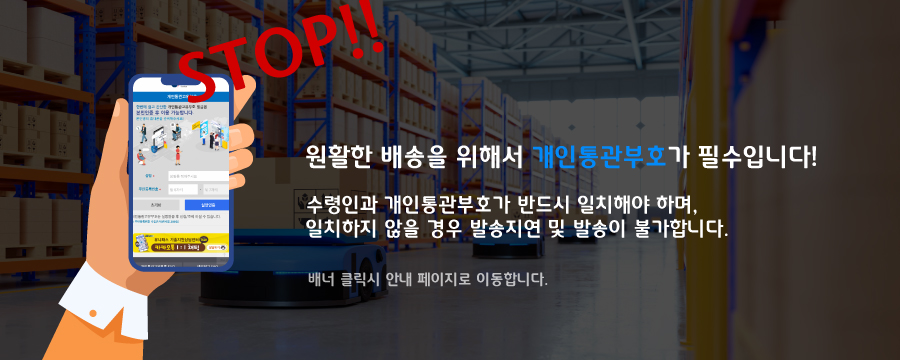 STOP!!
원활한 배송을 위해서 개인통관부호가 필수입니다!
수령인과 개인통관부호가 반드시 일치해야 하며,
일치하지 않을 경우 발송지연 및 발송이 불가합니다.
배너 클릭시 안내 페이지로 이동합니다.